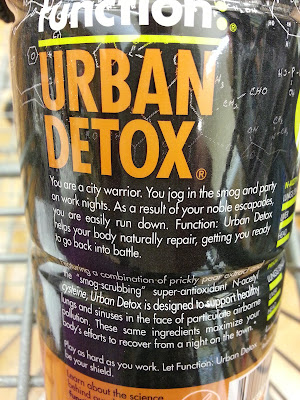 function:
URBAN
DETOX®
You are a city warrior. You jog in the smog and party
on work nights. As a result of your noble escapades,
you are easily run down. Function: Urban Detox
helps your body naturally repair, getting you ready
to go back into battle.
a combination of prickly pear
the "smog-scrubbing" super-antioxidant N-acetyl
cysteine, Urban Detox is designed to support healthy
lungs and sinuses in the face of particulate airborne
pollution. These same ingredients maximize your
body's efforts to recover from a night on the town.
Play as hard as you work. Let Function: Urban Detox
be your shield.
Learn about the science